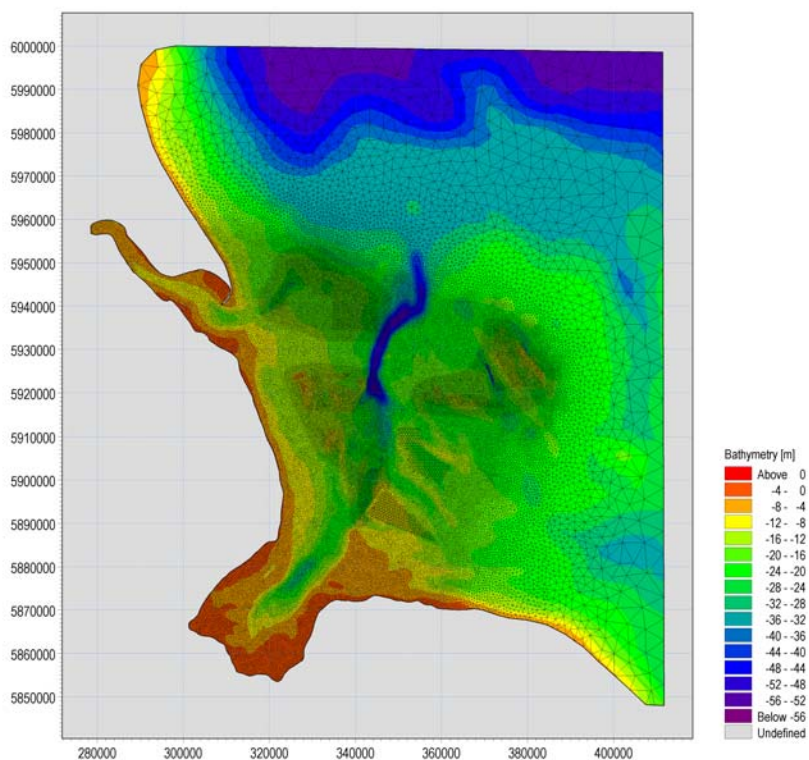 6000000
5990000
5980000
5970000
5960000
5950000
5940000
5930000
5920000
5910000
5900000
5890000
5880000
5870000
5860000
5850000
280000 300000 320000 340000 360000 380000 400000
Bathymetry [m]
Above 0
-4 - 0
-8 - -4
-12 - -8
-16 - -12
-20 - -16
-24 - -20
-28 - -24
-32 - -28
-36 - -32
-40 - -36
-44 - -40
-48 - -44
-52 - -48
-56 - -52
Below -56
Undefined